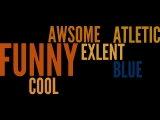 AWSOME ATLETIC
FUNNY EXLENT
BLUE
COOL